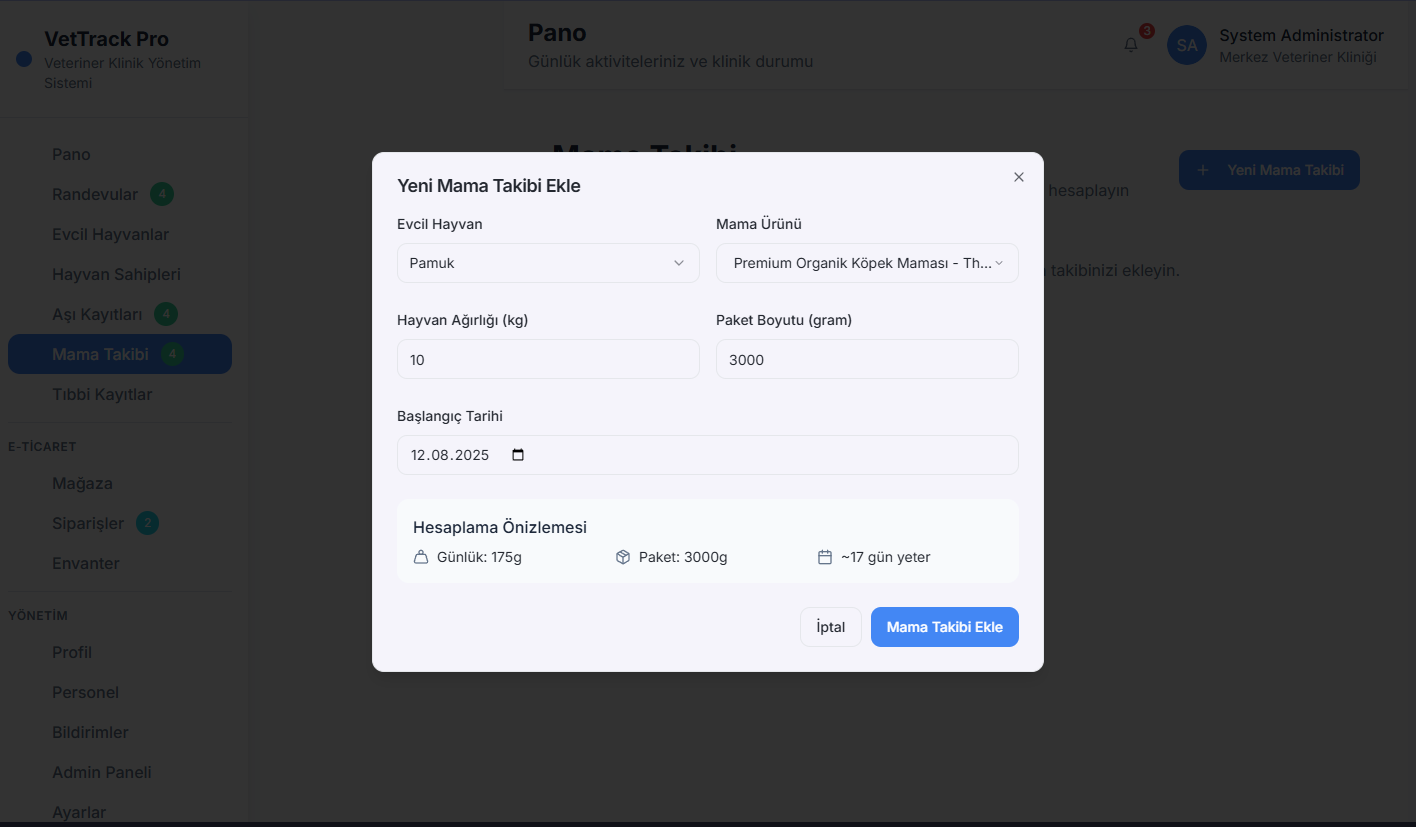 VetTrack Pro
Veteriner Klinik Yönetim
Sistemi
Pano
Randevular 4
Evcil Hayvanlar
Hayvan Sahipleri
Aşı Kayıtları 4
Mama Takibi 4
Tıbbi Kayıtlar
E-TİCARET
Mağaza
Siparişler 2
Envanter
YÖNETİM
Profil
Personel
Bildirimler
Admin Paneli
Ayarlar
Pano
Günlük aktiviteleriniz ve klinik durumu
3
SA
System Administrator
Merkez Veteriner Kliniği
Mama Takibi
hesaplayın
Yeni Mama Takibi
takibinizi ekleyin.
Yeni Mama Takibi Ekle
Evcil Hayvan
Pamuk
Mama Ürünü
Premium Organik Köpek Maması - Th...
Hayvan Ağırlığı (kg)
10
Paket Boyutu (gram)
3000
Başlangıç Tarihi
12.08.2025
Hesaplama Önizlemesi
Günlük: 175g
Paket: 3000g
~17 gün yeter
İptal
Mama Takibi Ekle